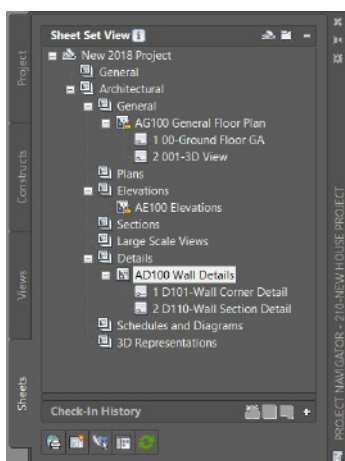 Sheet Set View
New 2018 Project
General
Architectural
General
AG100 General Floor Plan
1 00-Ground Floor GA
2 001-3D View
Plans
Elevations
AE100 Elevations
Sections
Large Scale Views
Details
AD100 Wall Details
1 D101-Wall Corner Detail
2 D110-Wall Section Detail
Schedules and Diagrams
3D Representations
Check-In History
Project
Constructs
Views
Sheets
PROJECT NAVIGATOR - 210-NEW HOUSE PROJECT